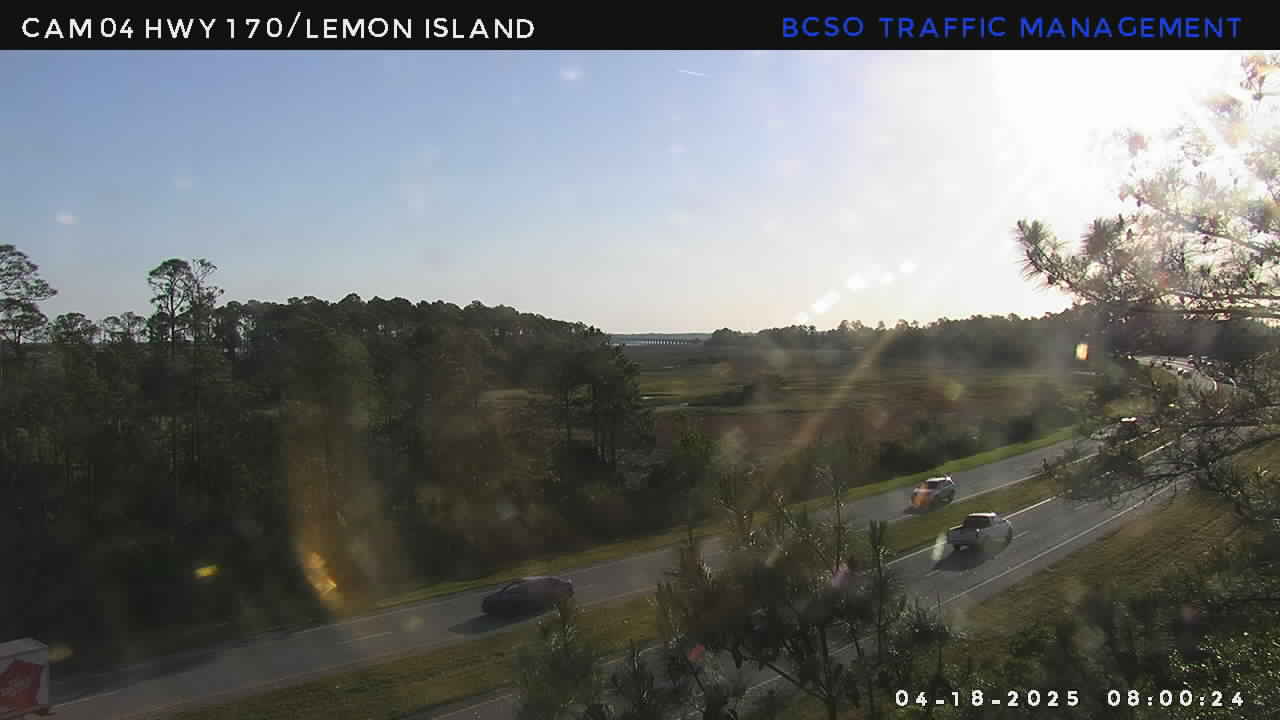 CAM04 HWY 170/LEMON ISLAND
BCSO TRAFFIC MANAGEMENT
04-18-2025 08:00:24